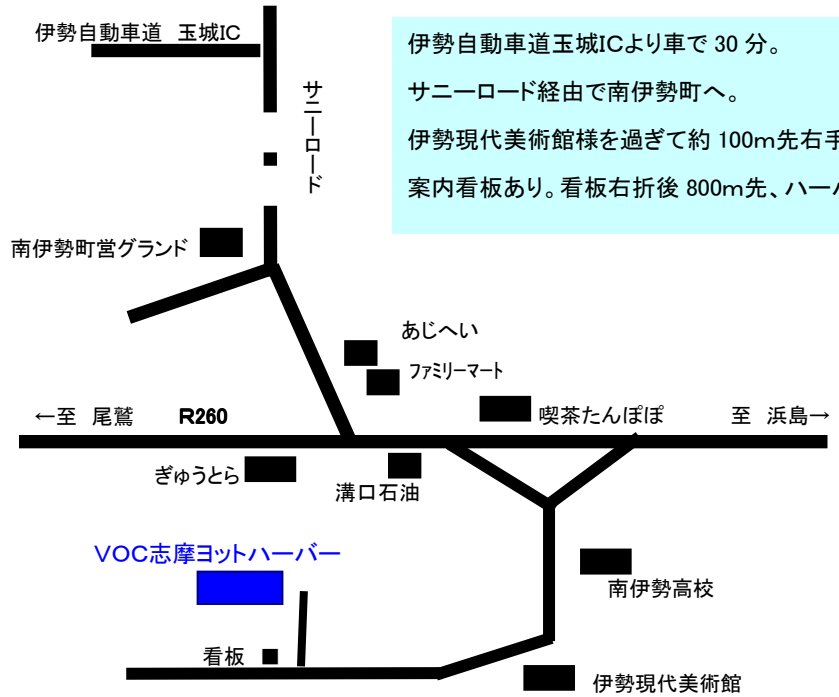 伊勢自動車道 玉城IC
サニーロード
伊勢自動車道玉城ICより車で30分。
サニーロード経由で南伊勢町へ。
伊勢現代美術館様を過ぎて約100m先右手
案内看板あり。看板右折後800m先、ハー
南伊勢町営グランド
あじへい
ファミリーマート
←至 尾鷲
R260
喫茶たんぽぽ
至 浜島→
ぎゅうとら
溝口石油
VOC志摩ヨットハーバー
南伊勢高校
看板
伊勢現代美術館